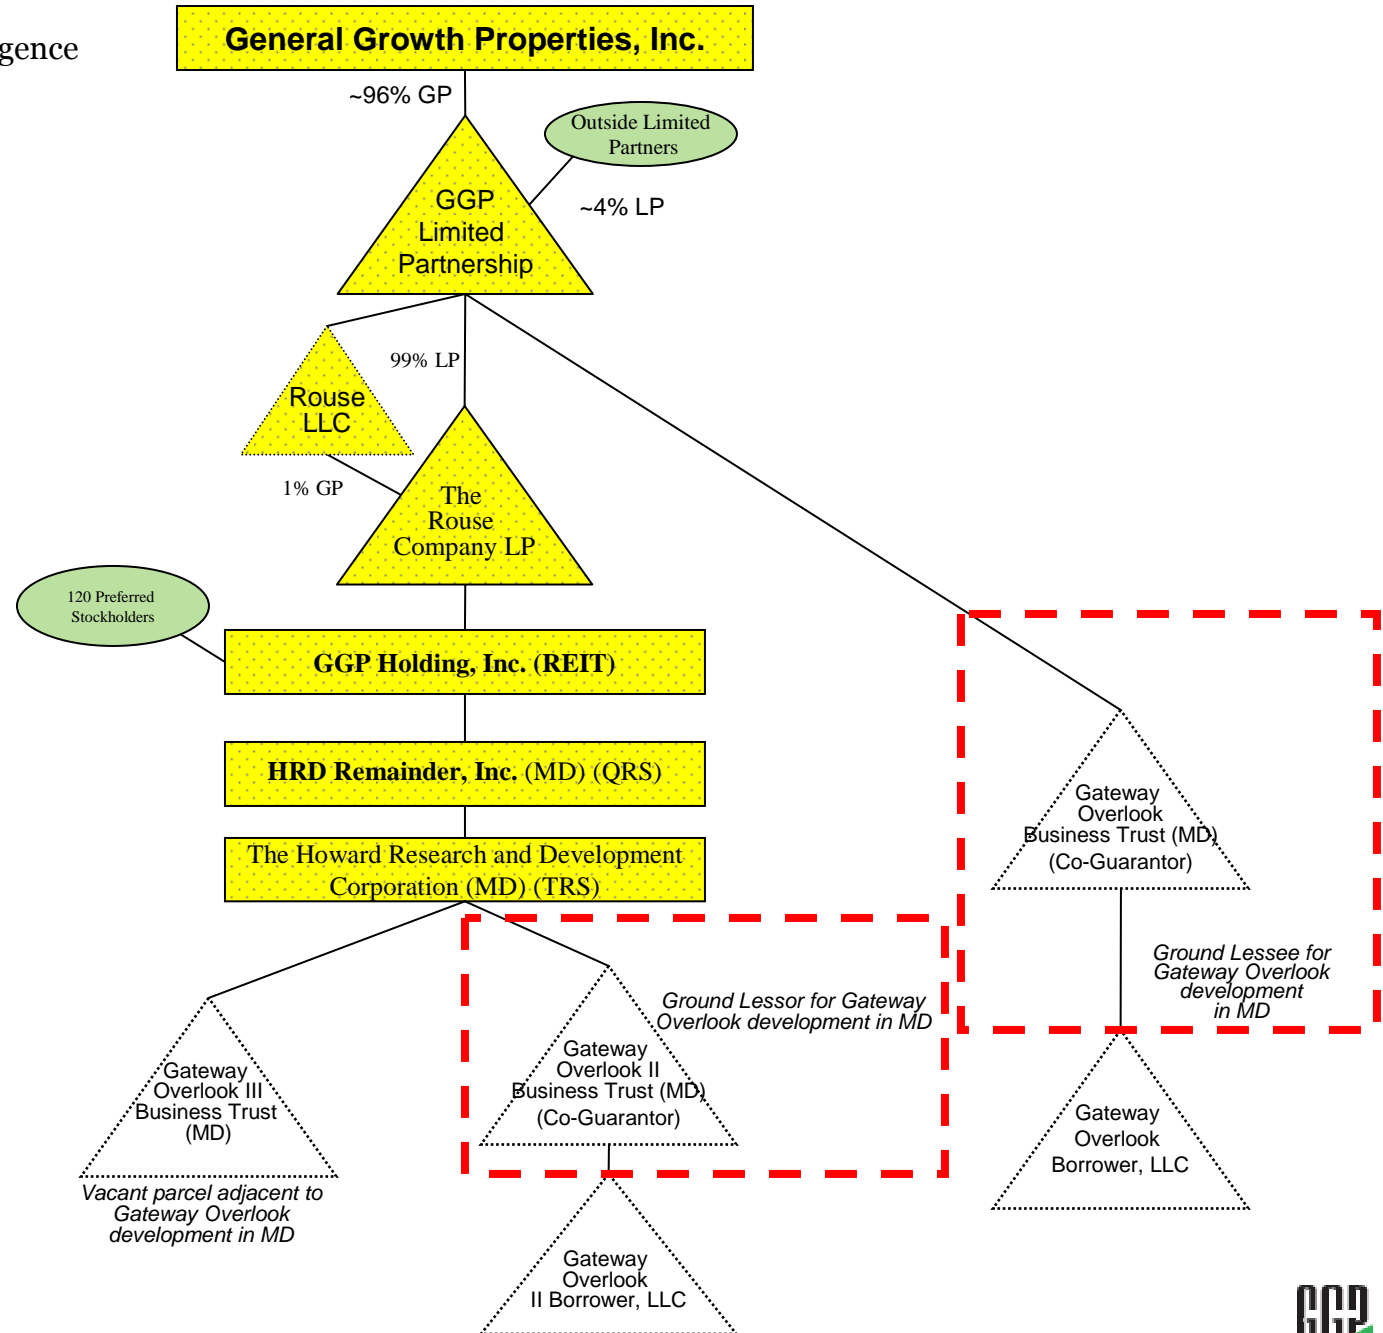 General Growth Properties, Inc.
gence
~96% GP
Outside Limited
Partners
GGP
Limited
Partnership
~4% LP
99% LP
Rouse
LLC
1% GP
The
Rouse
Company LP
120 Preferred
Stockholders
GGP Holding, Inc. (REIT)
HRD Remainder, Inc. (MD) (QRS)
The Howard Research and Development
Corporation (MD) (TRS)
Gateway
Overlook
Business Trust (MD)
(Co-Guarantor)
Ground Lessee for
Gateway Overlook
development
in MD
Ground Lessor for Gateway
Overlook development in MD
Gateway
Overlook II
Business Trust (MD)
(Co-Guarantor)
Gateway
Overlook III
Business Trust
(MD)
Vacant parcel adjacent to
Gateway Overlook
development in MD
Gateway
Overlook
Borrower, LLC
Gateway
Overlook
II Borrower, LLC
GGP